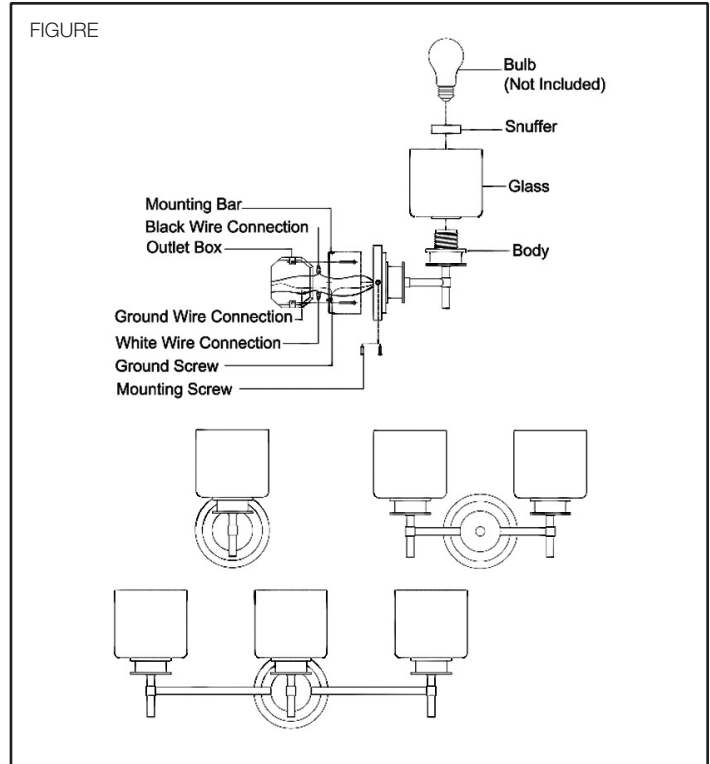 FIGURE
Bulb
(Not Included)
Snuffer
Glass
Body
Mounting Bar
Black Wire Connection
Outlet Box
Ground Wire Connection
White Wire Connection
Ground Screw
Mounting Screw